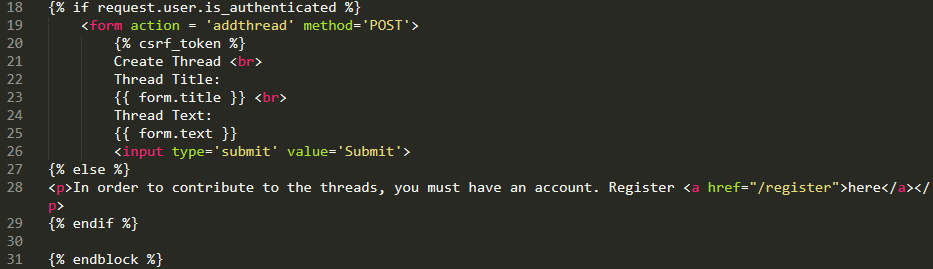 18 {% if request.user.is_authenticated %}
19 <form action = 'addthread' method='POST'>
20 {% csrf_token %}
21 Create Thread <br>
22 Thread Title:
23 {{ form.title }} <br>
24 Thread Text:
25 {{ form.text }}
26 <input type='submit' value='Submit'>
27 {% else %}
28 <p>In order to contribute to the threads, you must have an account. Register <a href="/register">here</a></
p>
29 {% endif %}
30
31 {% endblock %}